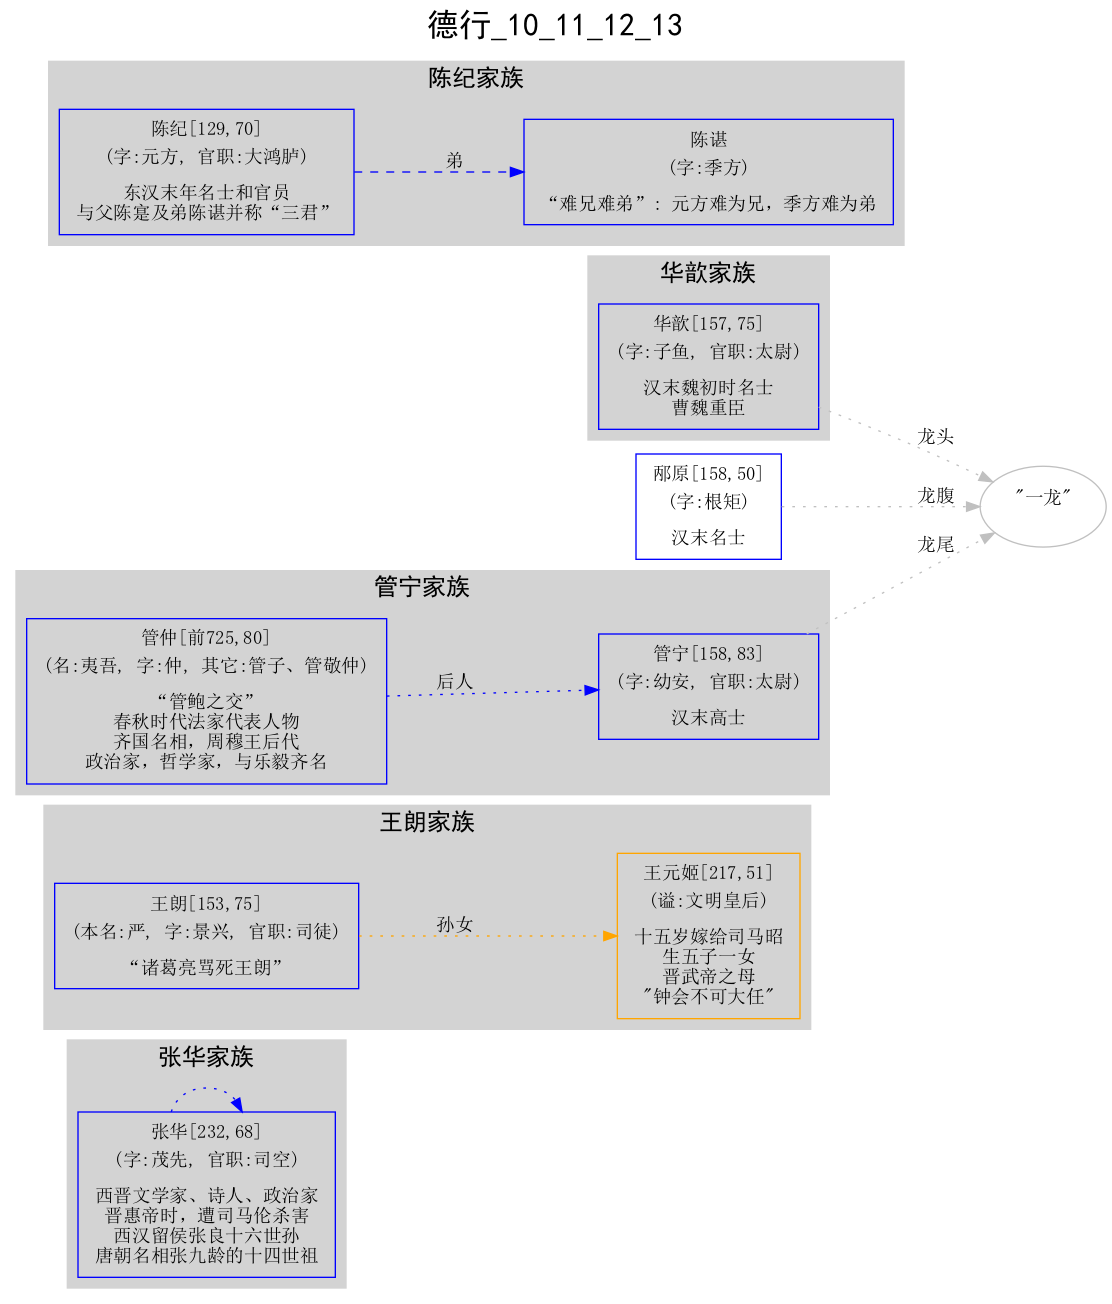 德行_10_11_12_13
陈纪家族
陈纪[129,70]
(字:元方, 官职:大鸿胪)
东汉末年名士和官员
与父陈寔及弟陈谌并称“三君”
弟
陈谌
(字:季方)
“难兄难弟”: 元方难为兄，季方难为弟
华歆家族
华歆[157,75]
(字:子鱼, 官职:太尉)
汉末魏初时名士
曹魏重臣
龙头
邴原[158,50]
(字:根矩)
汉末名士
龙腹
"一龙"
龙尾
管宁家族
管仲[前725,80]
(名:夷吾, 字:仲, 其它:管子、管敬仲)
“管鲍之交”
春秋时代法家代表人物
齐国名相，周穆王后代
政治家，哲学家，与乐毅齐名
后人
管宁[158,83]
(字:幼安, 官职:太尉)
汉末高士
王朗家族
王朗[153,75]
(本名:严, 字:景兴, 官职:司徒)
“诸葛亮骂死王朗”
孙女
王元姬[217,51]
(谥:文明皇后)
十五岁嫁给司马昭
生五子一女
晋武帝之母
"钟会不可大任"
张华家族
张华[232,68]
(字:茂先, 官职:司空)
西晋文学家、诗人、政治家
晋惠帝时，遭司马伦杀害
西汉留侯张良十六世孙
唐朝名相张九龄的十四世祖